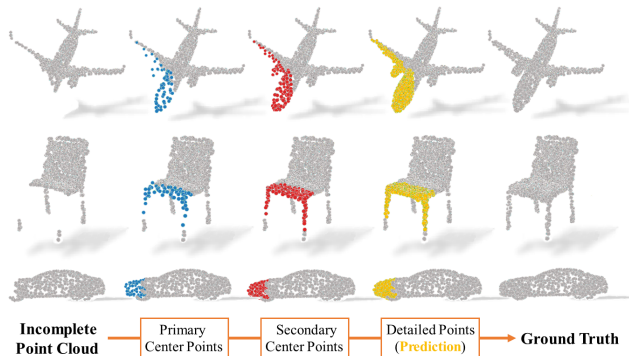 Incomplete
Point Cloud
Primary
Center Points
Secondary
Center Points
Detailed Points
(Prediction)
Ground Truth